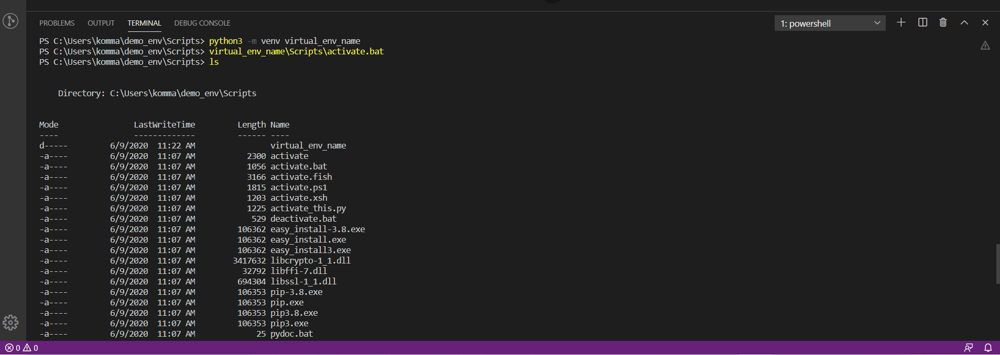 PROBLEMS OUTPUT TERMINAL DEBUG CONSOLE 1: powershell
PS C:\Users\komma\demo_env\Scripts> python3 -m venv virtual_env_name
PS C:\Users\komma\demo_env\Scripts> virtual_env_name\Scripts\activate.bat
PS C:\Users\komma\demo_env\Scripts> ls
Directory: C:\Users\komma\demo_env\Scripts
Mode LastWriteTime Length Name
---- ------------- ------ ----
d----- 6/9/2020 11:22 AM virtual_env_name
-a---- 6/9/2020 11:07 AM 2300 activate
-a---- 6/9/2020 11:07 AM 1056 activate.bat
-a---- 6/9/2020 11:07 AM 3166 activate.fish
-a---- 6/9/2020 11:07 AM 1815 activate.ps1
-a---- 6/9/2020 11:07 AM 1203 activate.xsh
-a---- 6/9/2020 11:07 AM 1225 activate_this.py
-a---- 6/9/2020 11:07 AM 529 deactivate.bat
-a---- 6/9/2020 11:07 AM 106362 easy_install-3.8.exe
-a---- 6/9/2020 11:07 AM 106362 easy_install.exe
-a---- 6/9/2020 11:07 AM 106362 easy_install3.exe
-a---- 6/9/2020 11:07 AM 3417632 libcrypto-1_1.dll
-a---- 6/9/2020 11:07 AM 32792 libffi-7.dll
-a---- 6/9/2020 11:07 AM 694304 libssl-1_1.dll
-a---- 6/9/2020 11:07 AM 106353 pip-3.8.exe
-a---- 6/9/2020 11:07 AM 106353 pip.exe
-a---- 6/9/2020 11:07 AM 106353 pip3.8.exe
-a---- 6/9/2020 11:07 AM 106353 pip3.exe
-a---- 6/9/2020 11:07 AM 25 pydoc.bat
0 0